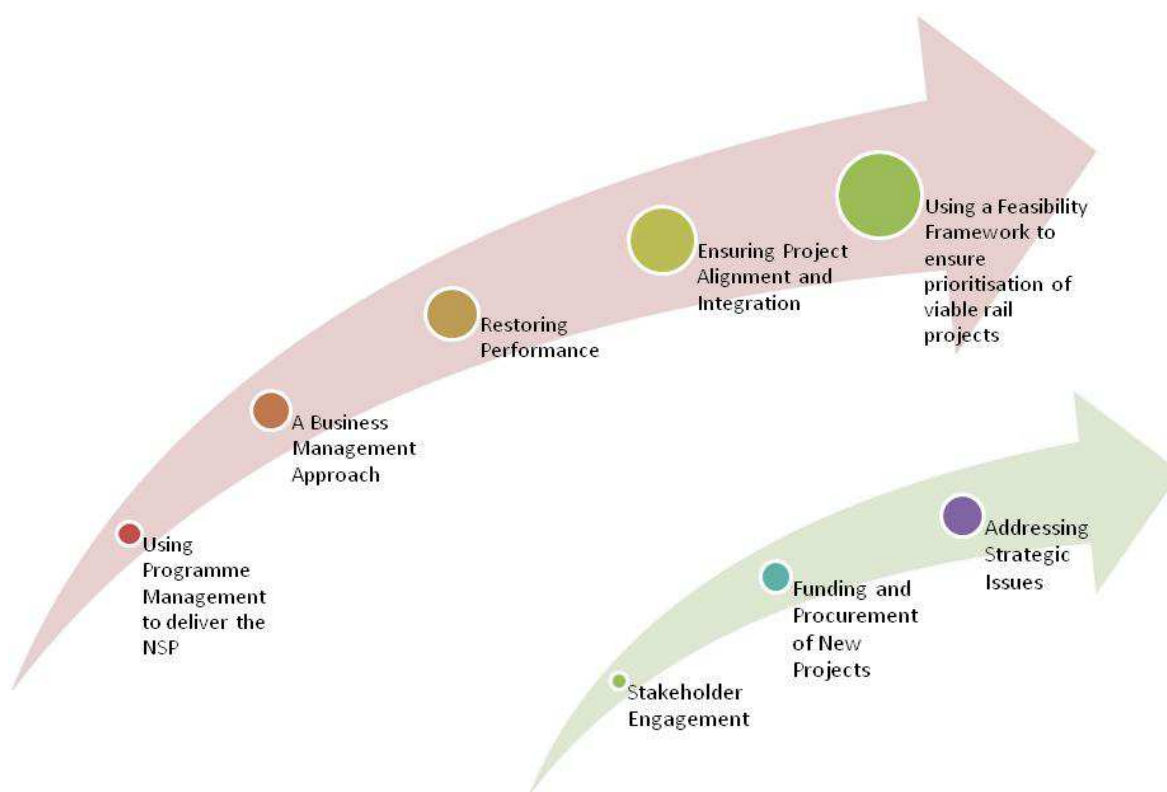 Using
Programme
Management
to deliver the
NSP
A Business
Management
Approach
Restoring
Performance
Ensuring Project
Alignment and
Integration
Using a Feasibility
Framework to
ensure
prioritisation of
viable rail
projects
Stakeholder
Engagement
Funding and
Procurement
of New
Projects
Addressing
Strategic
Issues